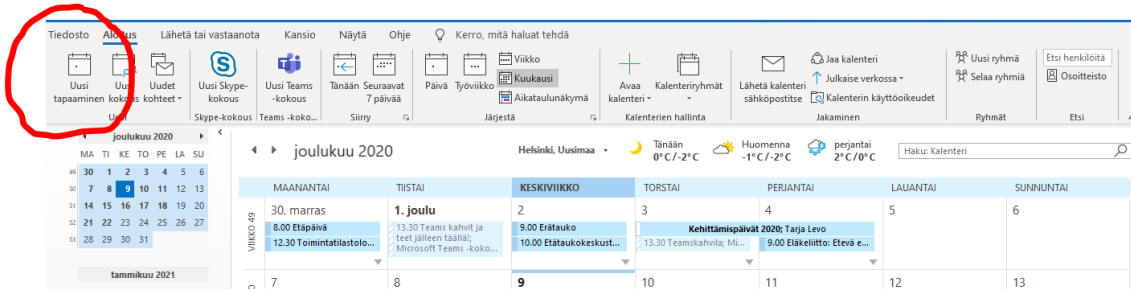 Tiedosto Aloitus Lähetä tai vastaanota Kansio Näytä Ohje Kerro, mitä haluat tehdä
Uusi tapaaminen
Uusi kokous
Uudet kohteet
Uusi
Uusi Skype-kokous
Skype-kokous
Uusi Teams -kokous
Teams -koko...
Tänään
Seuraavat 7 päivää
Siirry
Päivä
Työviikko
Viikko
Kuukausi
Aikataulunäkymä
Järjestä
Avaa kalenteri
Kalenteriryhmät
Kalenterien hallinta
Lähetä kalenteri sähköpostitse
Jaa kalenteri
Julkaise verkossa
Kalenterin käyttöoikeudet
Jakaminen
Uusi ryhmä
Selaa ryhmiä
Ryhmät
Etsi henkilöitä
Osoitteisto
Etsi
joulukuu 2020
MA TI KE TO PE LA SU
49 30 1 2 3 4 5 6
50 7 8 9 10 11 12 13
51 14 15 16 17 18 19 20
52 21 22 23 24 25 26 27
53 28 29 30 31
tammikuu 2021
joulukuu 2020
Helsinki, Uusimaa
Tänään
0°C/-2°C
Huomenna
-1°C/-2°C
perjantai
2°C/0°C
Haku: Kalenteri
MAANANTAI TIISTAI KESKIVIIKKO TORSTAI PERJANTAI LAUANTAI SUNNUNTAI
VIIKKO 49
30. marras
8.00 Etäpäivä
12.30 Toimintatilastolo...
1. joulu
13.30 Teams kahvit ja
teet jälleen täällä!;
Microsoft Teams -koko...
2
9.00 Erätauko
10.00 Etätaukokeskust...
3
4
Kehittämispäivät 2020; Tarja Levo
13.30 Teamskahvila; Mi...
9.00 Eläkeliitto: Etevä e...
5
6
7 8 9 10 11 12 13